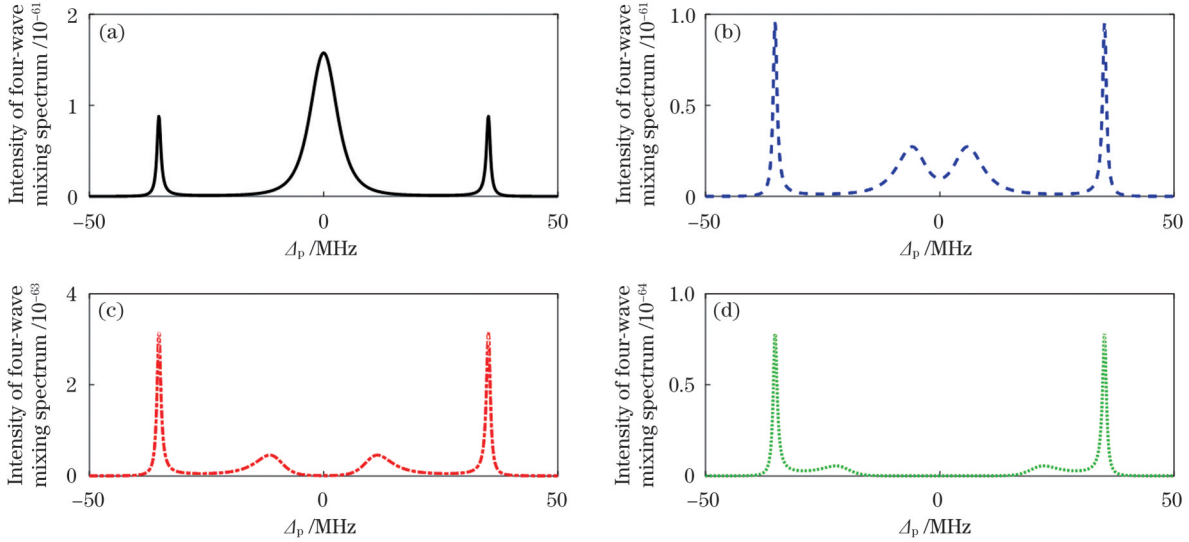 Intensity of four-wave
mixing spectrum /10⁻⁶¹
2
1
0
(a)
−50
0
50
Δₚ /MHz
Intensity of four-wave
mixing spectrum /10⁻⁶¹
1.0
0.5
0
(b)
−50
0
50
Δₚ /MHz
Intensity of four-wave
mixing spectrum /10⁻⁶³
4
2
0
(c)
−50
0
50
Δₚ /MHz
Intensity of four-wave
mixing spectrum /10⁻⁶⁴
1.0
0.5
0
(d)
−50
0
50
Δₚ /MHz